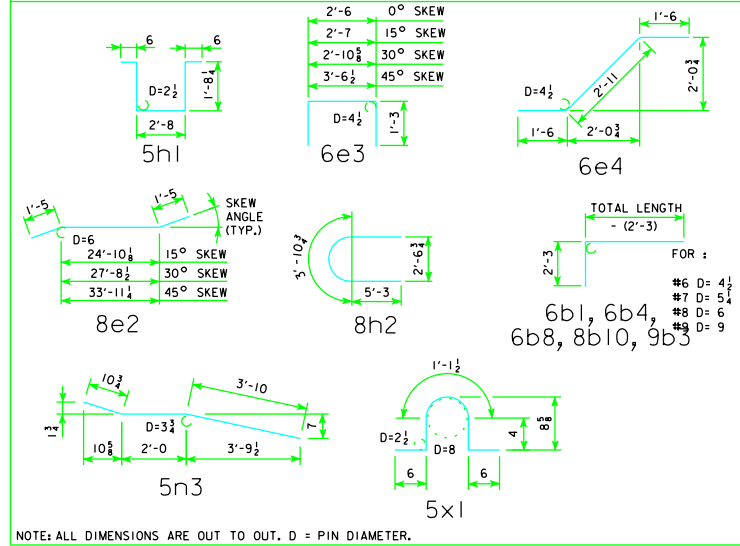 6 6
D=2½
1'-8¼
2'-8
5h1
2'-6 0° SKEW
2'-7 15° SKEW
2'-10⅝ 30° SKEW
3'-6½ 45° SKEW
D=4½
1'-3
6e3
1'-6
D=4½
2'-11
2'-0¾
1'-6 2'-0¾
6e4
1'-5 1'-5
SKEW
ANGLE
(TYP.)
D=6
24'-10⅛ 15° SKEW
27'-8½ 30° SKEW
33'-11¼ 45° SKEW
8e2
3'-10¾
2'-6¾
5'-3
8h2
TOTAL LENGTH
- (2'-3)
2'-3
FOR :
#6 D= 4½
#7 D= 5¼
#8 D= 6
#9 D= 9
6b1, 6b4,
6b8, 8b10, 9b3
10¾
3'-10
1¾
D=3¾
7
10⅝ 2'-0 3'-9½
5n3
1'-1½
D=2½
D=8
4
8⅝
6 6
5x1
NOTE: ALL DIMENSIONS ARE OUT TO OUT. D = PIN DIAMETER.